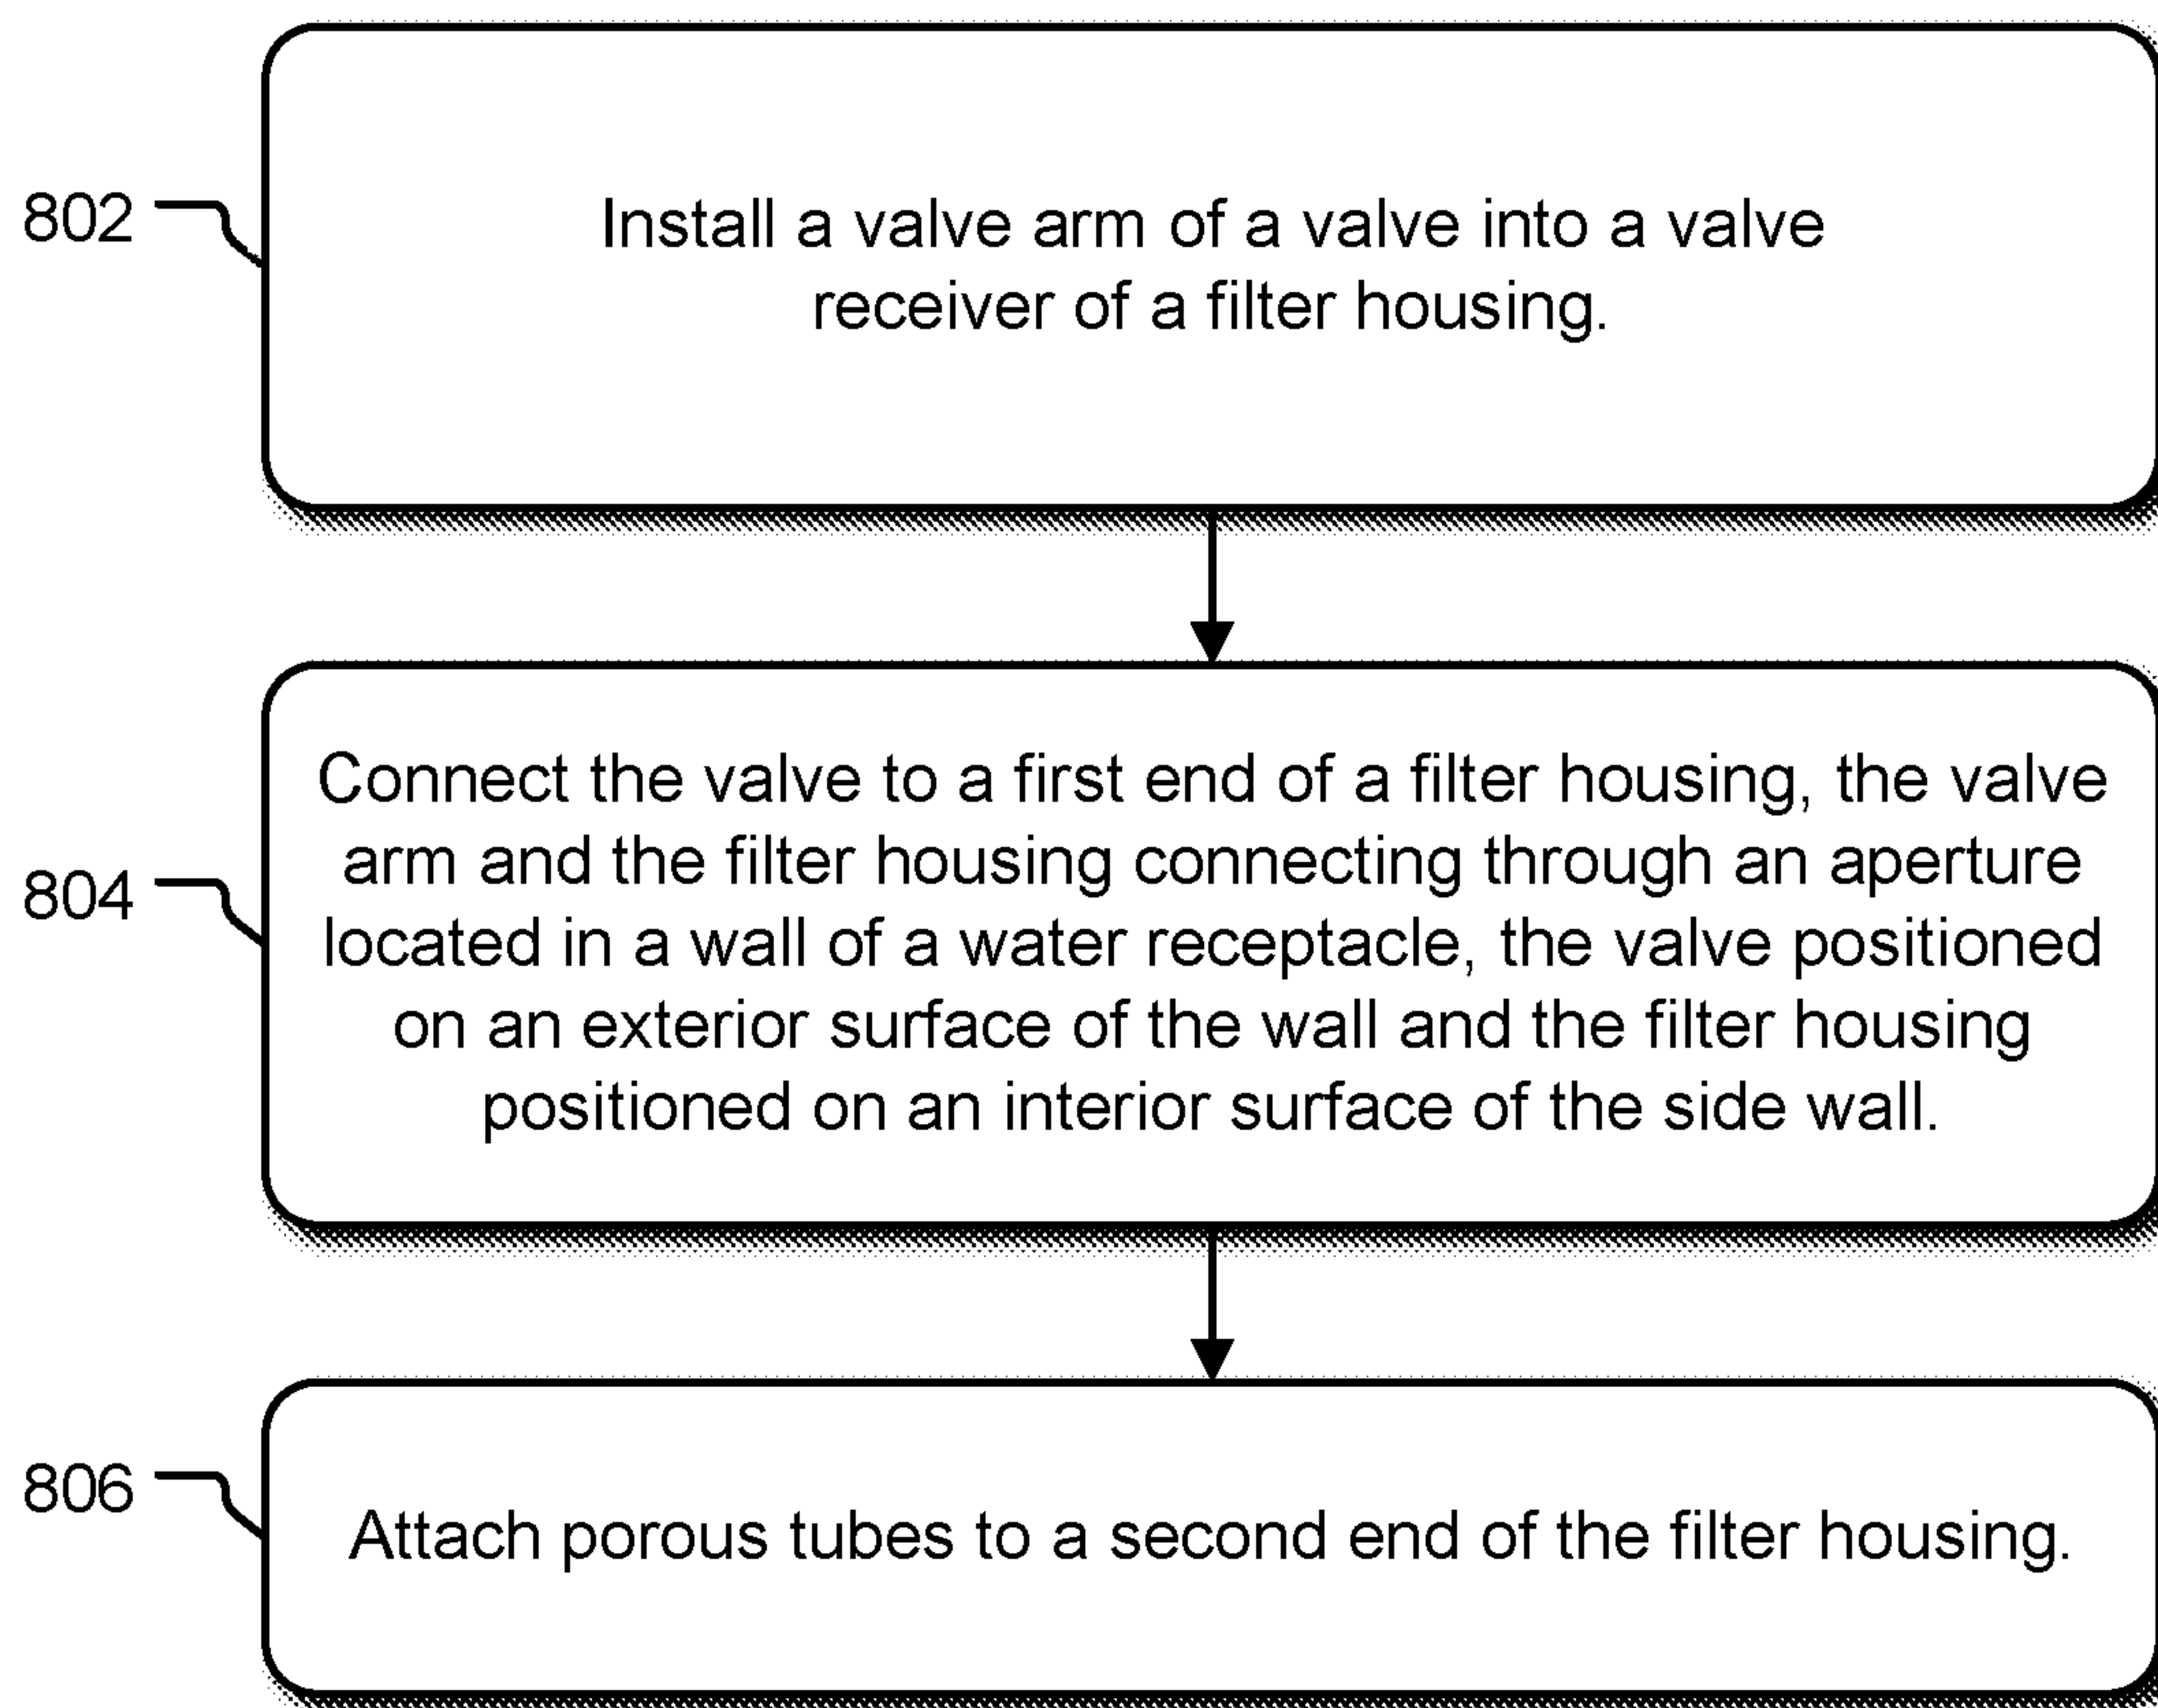 802
Install a valve arm of a valve into a valve
receiver of a filter housing.
804
Connect the valve to a first end of a filter housing, the valve
arm and the filter housing connecting through an aperture
located in a wall of a water receptacle, the valve positioned
on an exterior surface of the wall and the filter housing
positioned on an interior surface of the side wall.
806
Attach porous tubes to a second end of the filter housing.